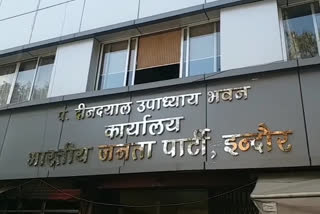 पं. दीनदयाल उपाध्याय भवन
कार्यालय
भारतीय जनता पार्टी, इन्दौर